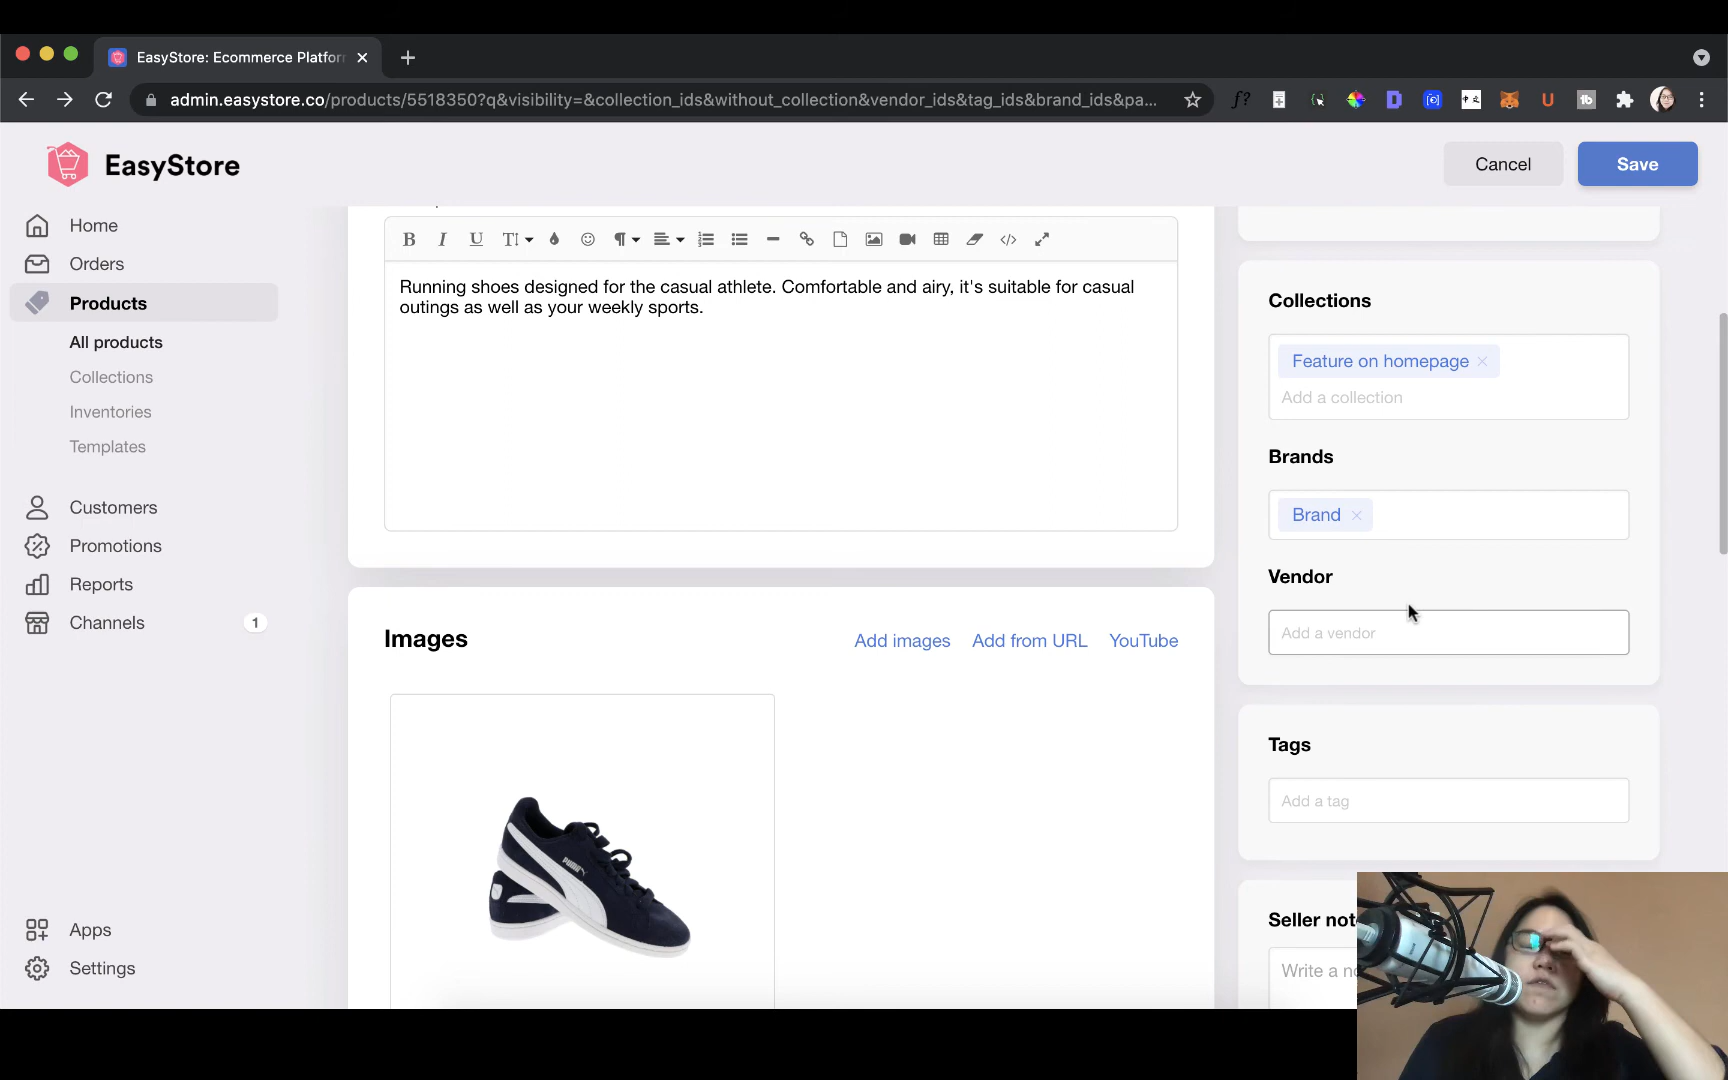 EasyStore: Ecommerce Platfor
admin.easystore.co/products/5518350?q&visibility=&collection_ids&without_collection&vendor_ids&tag_ids&brand_ids&pa...
EasyStore
Cancel
Save
Home
Orders
Products
All products
Collections
Inventories
Templates
Customers
Promotions
Reports
Channels
1
Apps
Settings
B I U
Running shoes designed for the casual athlete. Comfortable and airy, it's suitable for casual
outings as well as your weekly sports.
Images
Add images
Add from URL
YouTube
PUMA
Collections
Feature on homepage
Add a collection
Brands
Brand
Vendor
Add a vendor
Tags
Add a tag
Seller not
Write a no